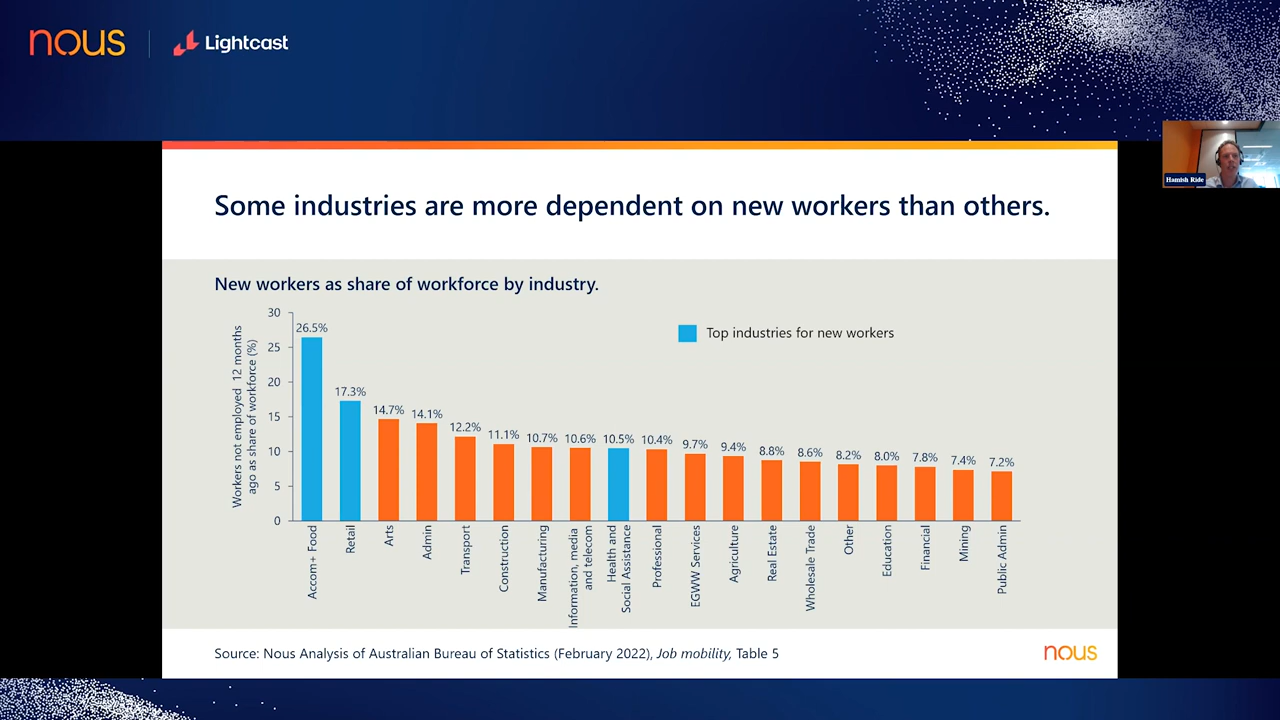 nous
Lightcast
Hamish Ride
Some industries are more dependent on new workers than others.
New workers as share of workforce by industry.
Workers not employed 12 months
ago as share of workforce (%)
30
25
20
15
10
5
0
Top industries for new workers
26.5%
17.3%
14.7%
14.1%
12.2%
11.1%
10.7%
10.6%
10.5%
10.4%
9.7%
9.4%
8.8%
8.6%
8.2%
8.0%
7.8%
7.4%
7.2%
Accom+ Food
Retail
Arts
Admin
Transport
Construction
Manufacturing
Information, media
and telecom
Health and
Social Assistance
Professional
EGWW Services
Agriculture
Real Estate
Wholesale Trade
Other
Education
Financial
Mining
Public Admin
Source: Nous Analysis of Australian Bureau of Statistics (February 2022), Job mobility, Table 5
nous